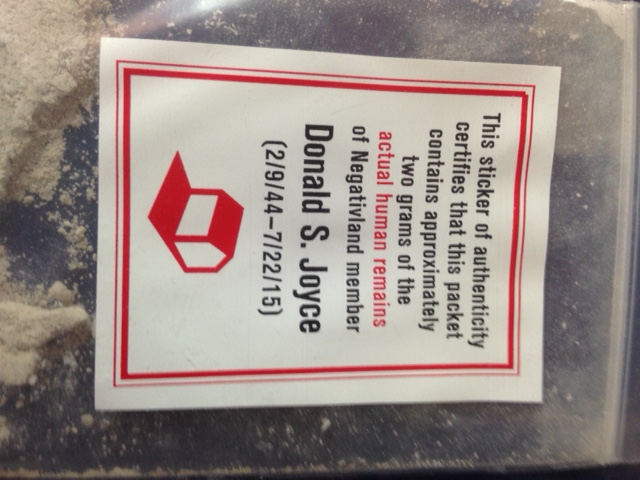 This sticker of authenticity
certifies that this packet
contains approximately
two grams of the
actual human remains
of Negativland member
Donald S. Joyce
(2/9/44–7/22/15)